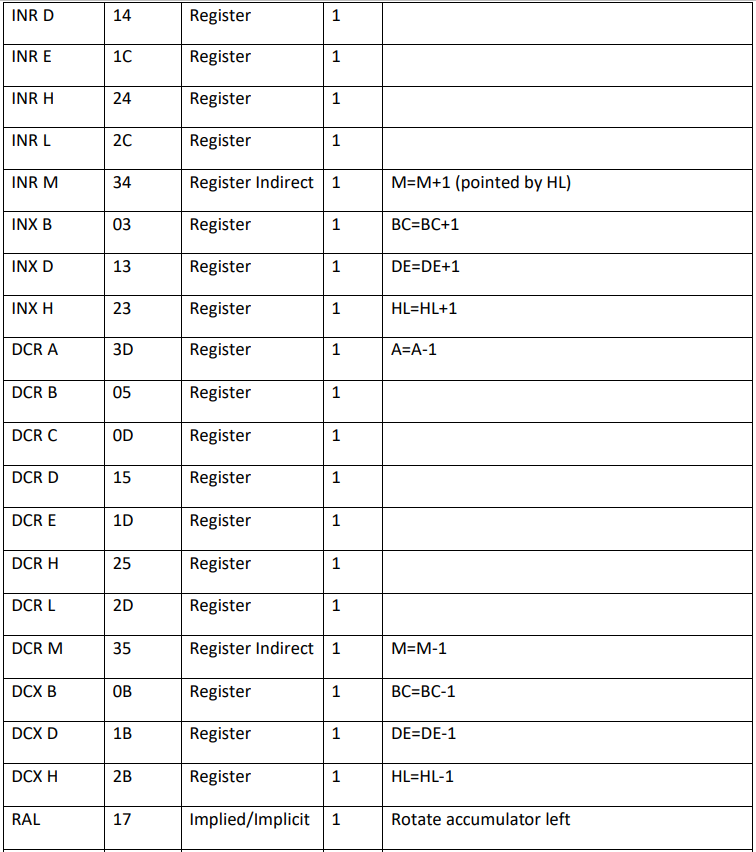 INR D 14 Register 1
INR E 1C Register 1
INR H 24 Register 1
INR L 2C Register 1
INR M 34 Register Indirect 1 M=M+1 (pointed by HL)
INX B 03 Register 1 BC=BC+1
INX D 13 Register 1 DE=DE+1
INX H 23 Register 1 HL=HL+1
DCR A 3D Register 1 A=A-1
DCR B 05 Register 1
DCR C 0D Register 1
DCR D 15 Register 1
DCR E 1D Register 1
DCR H 25 Register 1
DCR L 2D Register 1
DCR M 35 Register Indirect 1 M=M-1
DCX B 0B Register 1 BC=BC-1
DCX D 1B Register 1 DE=DE-1
DCX H 2B Register 1 HL=HL-1
RAL 17 Implied/Implicit 1 Rotate accumulator left